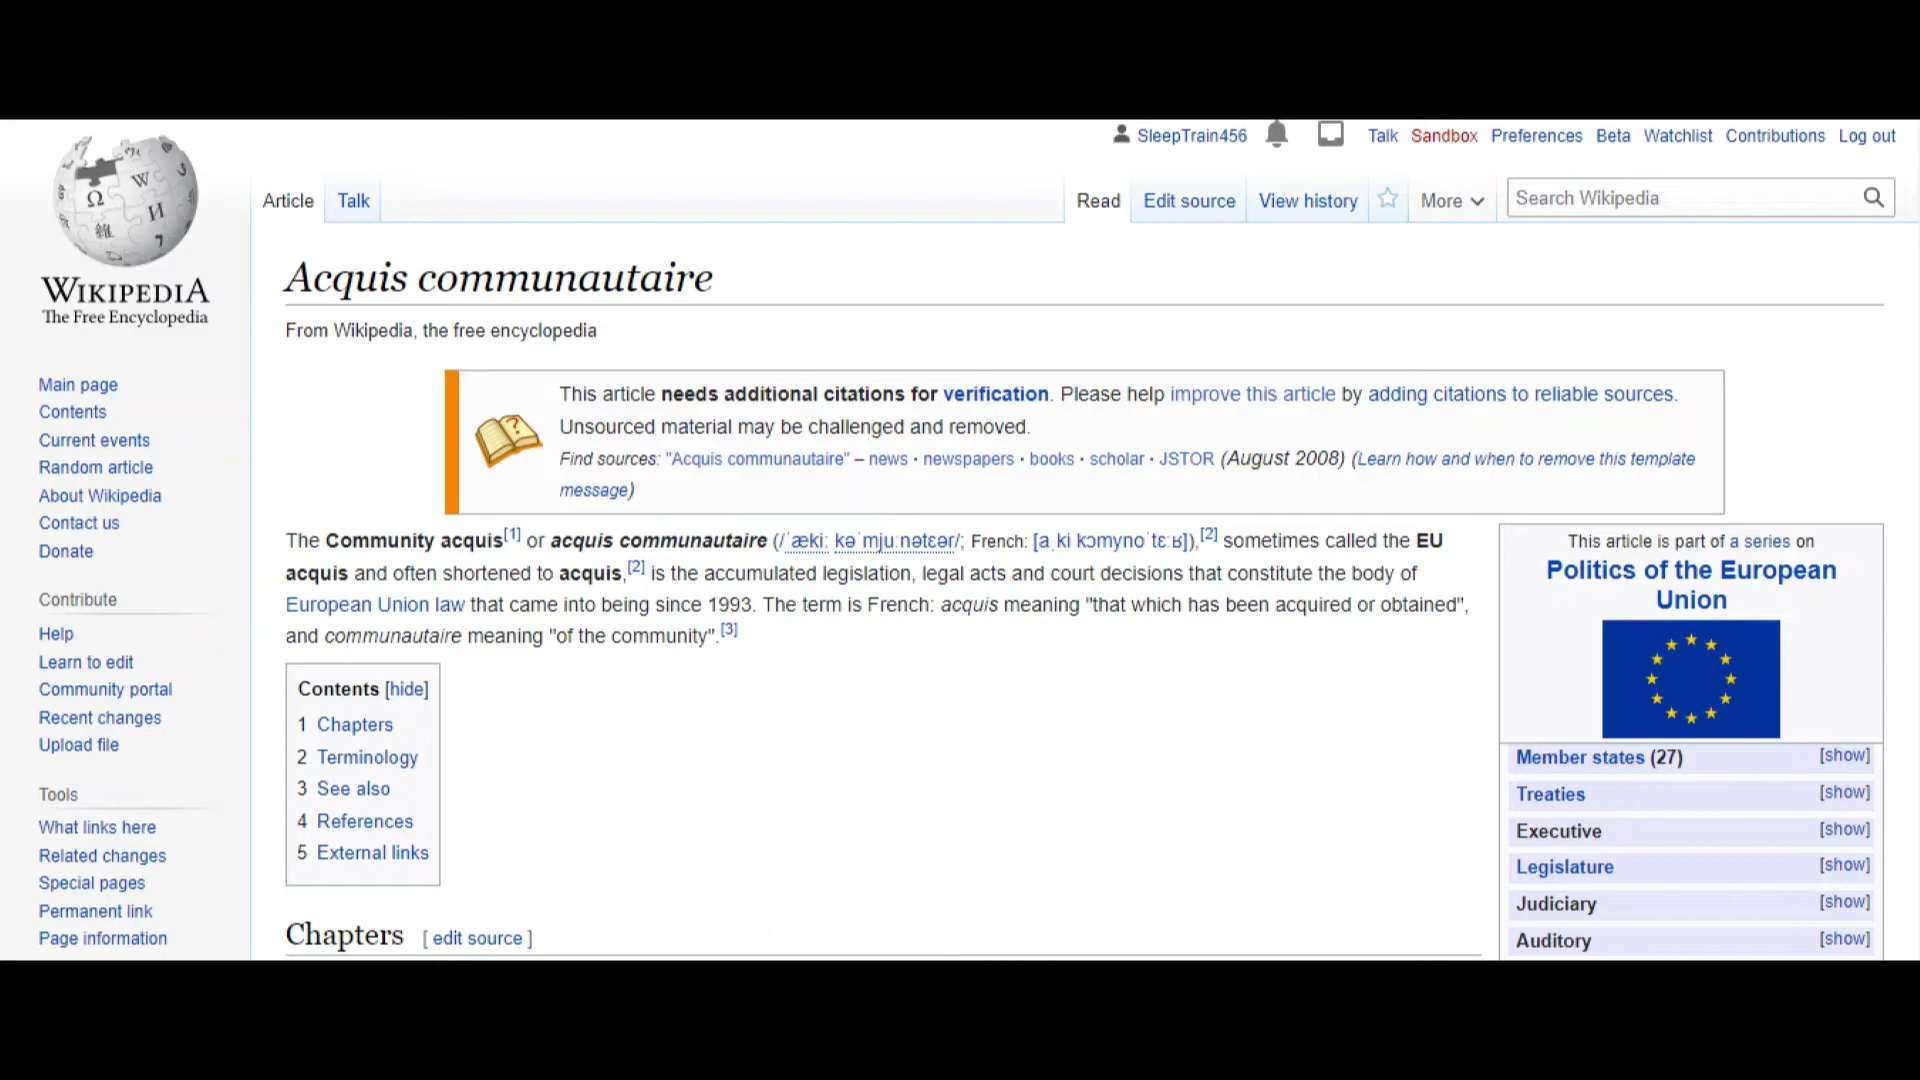 SleepTrain456 Talk Sandbox Preferences Beta Watchlist Contributions Log out
Article Talk Read Edit source View history More Search Wikipedia
WIKIPEDIA
The Free Encyclopedia
Main page
Contents
Current events
Random article
About Wikipedia
Contact us
Donate
Contribute
Help
Learn to edit
Community portal
Recent changes
Upload file
Tools
What links here
Related changes
Special pages
Permanent link
Page information
Acquis communautaire
From Wikipedia, the free encyclopedia
This article needs additional citations for verification. Please help improve this article by adding citations to reliable sources.
Unsourced material may be challenged and removed.
Find sources: "Acquis communautaire" – news · newspapers · books · scholar · JSTOR (August 2008) (Learn how and when to remove this template
message)
The Community acquis[1] or acquis communautaire (/ˈækiː kəˈmjuːnətɛər/; French: [aˌki kɔmynoˈtɛːʁ]),[2] sometimes called the EU
acquis and often shortened to acquis,[2] is the accumulated legislation, legal acts and court decisions that constitute the body of
European Union law that came into being since 1993. The term is French: acquis meaning "that which has been acquired or obtained",
and communautaire meaning "of the community".[3]
Contents [hide]
1 Chapters
2 Terminology
3 See also
4 References
5 External links
Chapters [ edit source ]
This article is part of a series on
Politics of the European
Union
Member states (27) [show]
Treaties [show]
Executive [show]
Legislature [show]
Judiciary [show]
Auditory [show]